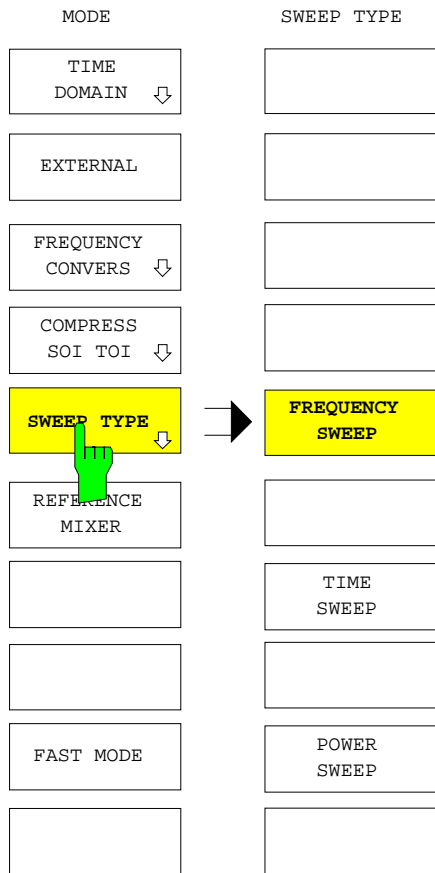 MODE
TIME
DOMAIN
EXTERNAL
FREQUENCY
CONVERS
COMPRESS
SOI TOI
SWEEP TYPE
REFERENCE
MIXER
FAST MODE
SWEEP TYPE
FREQUENCY
SWEEP
TIME
SWEEP
POWER
SWEEP